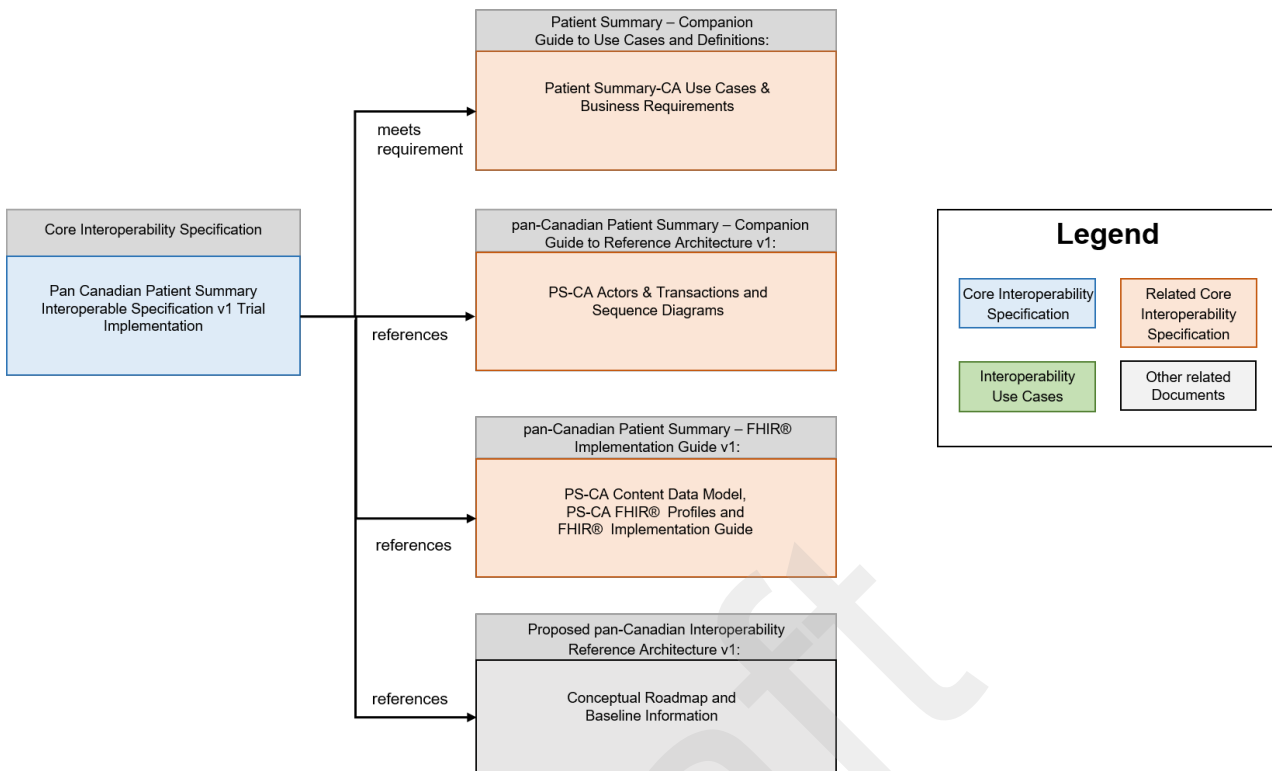 Patient Summary – Companion
Guide to Use Cases and Definitions:
Patient Summary-CA Use Cases &
Business Requirements
meets
requirement
Core Interoperability Specification
Pan Canadian Patient Summary
Interoperable Specification v1 Trial
Implementation
pan-Canadian Patient Summary – Companion
Guide to Reference Architecture v1:
PS-CA Actors & Transactions and
Sequence Diagrams
references
pan-Canadian Patient Summary – FHIR®
Implementation Guide v1:
PS-CA Content Data Model,
PS-CA FHIR® Profiles and
FHIR® Implementation Guide
references
Proposed pan-Canadian Interoperability
Reference Architecture v1:
Conceptual Roadmap and
Baseline Information
references
Legend
Core Interoperability
Specification
Related Core
Interoperability
Specification
Interoperability
Use Cases
Other related
Documents